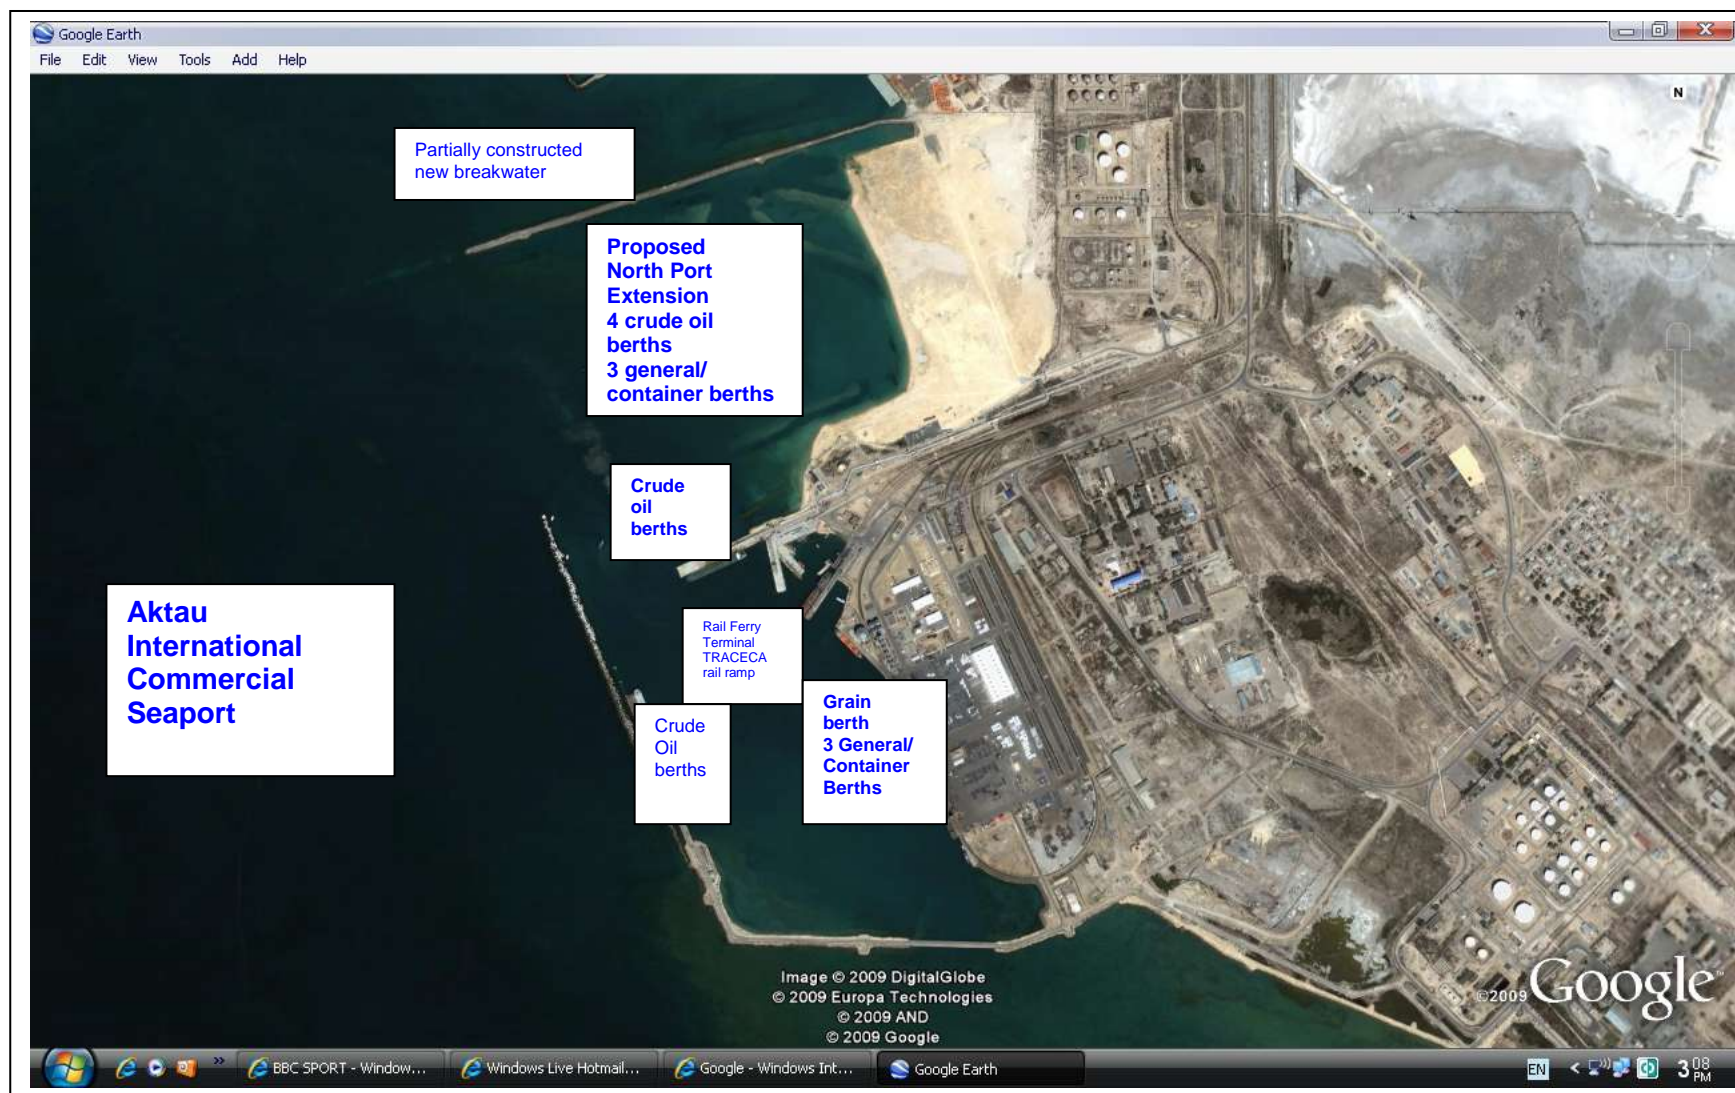 Google Earth
File Edit View Tools Add Help
N
Partially constructed
new breakwater
Proposed
North Port
Extension
4 crude oil
berths
3 general/
container berths
Crude
oil
berths
Aktau
International
Commercial
Seaport
Rail Ferry
Terminal
TRACECA
rail ramp
Crude
Oil
berths
Grain
berth
3 General/
Container
Berths
Image © 2009 DigitalGlobe
© 2009 Europa Technologies
© 2009 AND
© 2009 Google
©2009 Google™
» BBC SPORT - Window... Windows Live Hotmail... Google - Windows Int... Google Earth EN < 3 08 PM